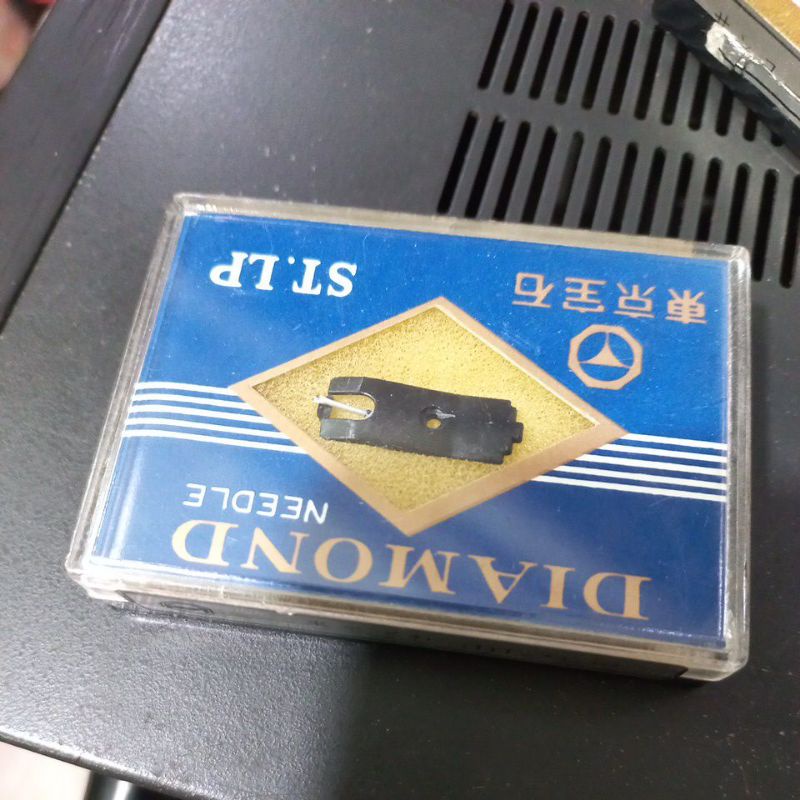 DIAMOND
NEEDLE
東京宝石
ST.LP